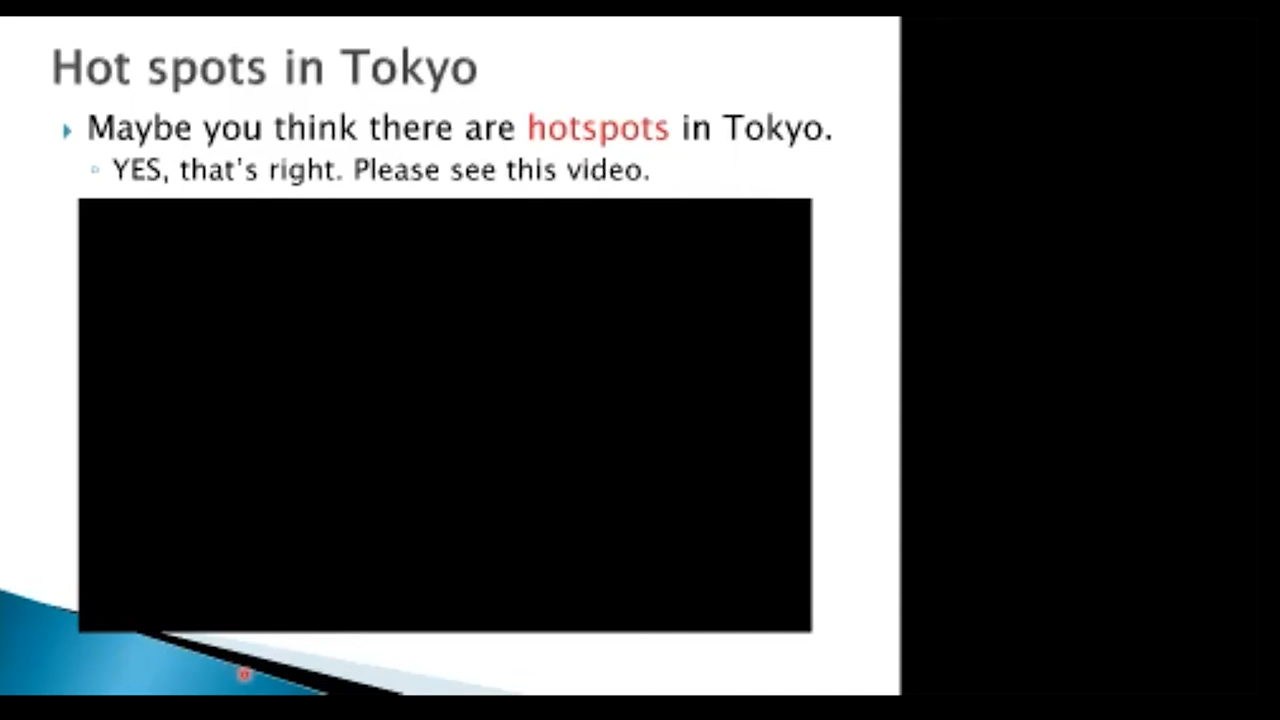 Hot spots in Tokyo
Maybe you think there are hotspots in Tokyo.
YES, that's right. Please see this video.